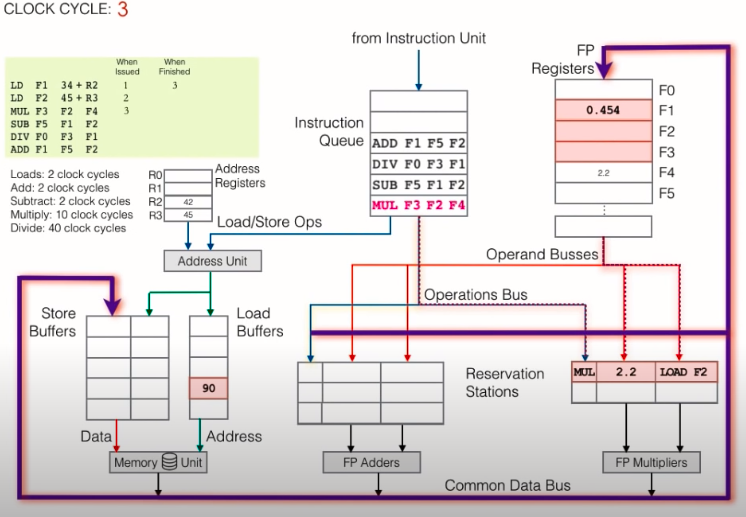 CLOCK CYCLE: 3
from Instruction Unit
When Issued When Finished
LD F1 34 + R2 1 3
LD F2 45 + R3 2
MUL F3 F2 F4 3
SUB F5 F1 F2
DIV F0 F3 F1
ADD F1 F5 F2
Loads: 2 clock cycles
Add: 2 clock cycles
Subtract: 2 clock cycles
Multiply: 10 clock cycles
Divide: 40 clock cycles
Address
Registers
R0
R1
R2 42
R3 45
Instruction
Queue
ADD F1 F5 F2
DIV F0 F3 F1
SUB F5 F1 F2
MUL F3 F2 F4
FP
Registers
F0
0.454 F1
F2
F3
2.2 F4
F5
Load/Store Ops
Address Unit
Operand Busses
Operations Bus
Store
Buffers
Load
Buffers
90
Reservation
Stations
MUL 2.2 LOAD F2
Data
Address
Memory Unit
FP Adders
FP Multipliers
Common Data Bus